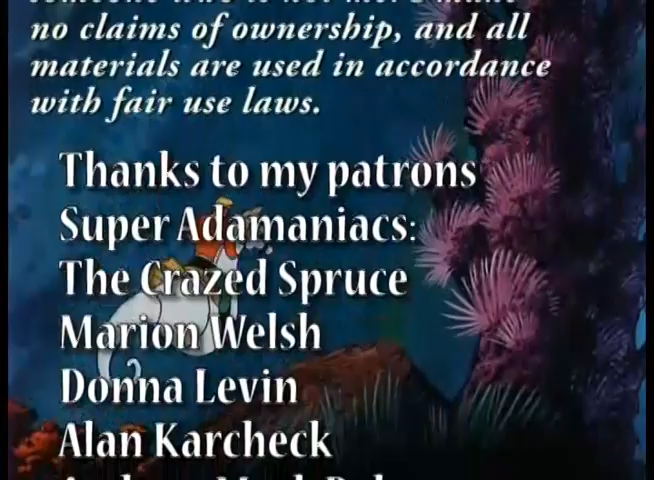 no claims of ownership, and all
materials are used in accordance
with fair use laws.
Thanks to my patrons
Super Adamaniacs:
The Crazed Spruce
Marion Welsh
Donna Levin
Alan Karcheck